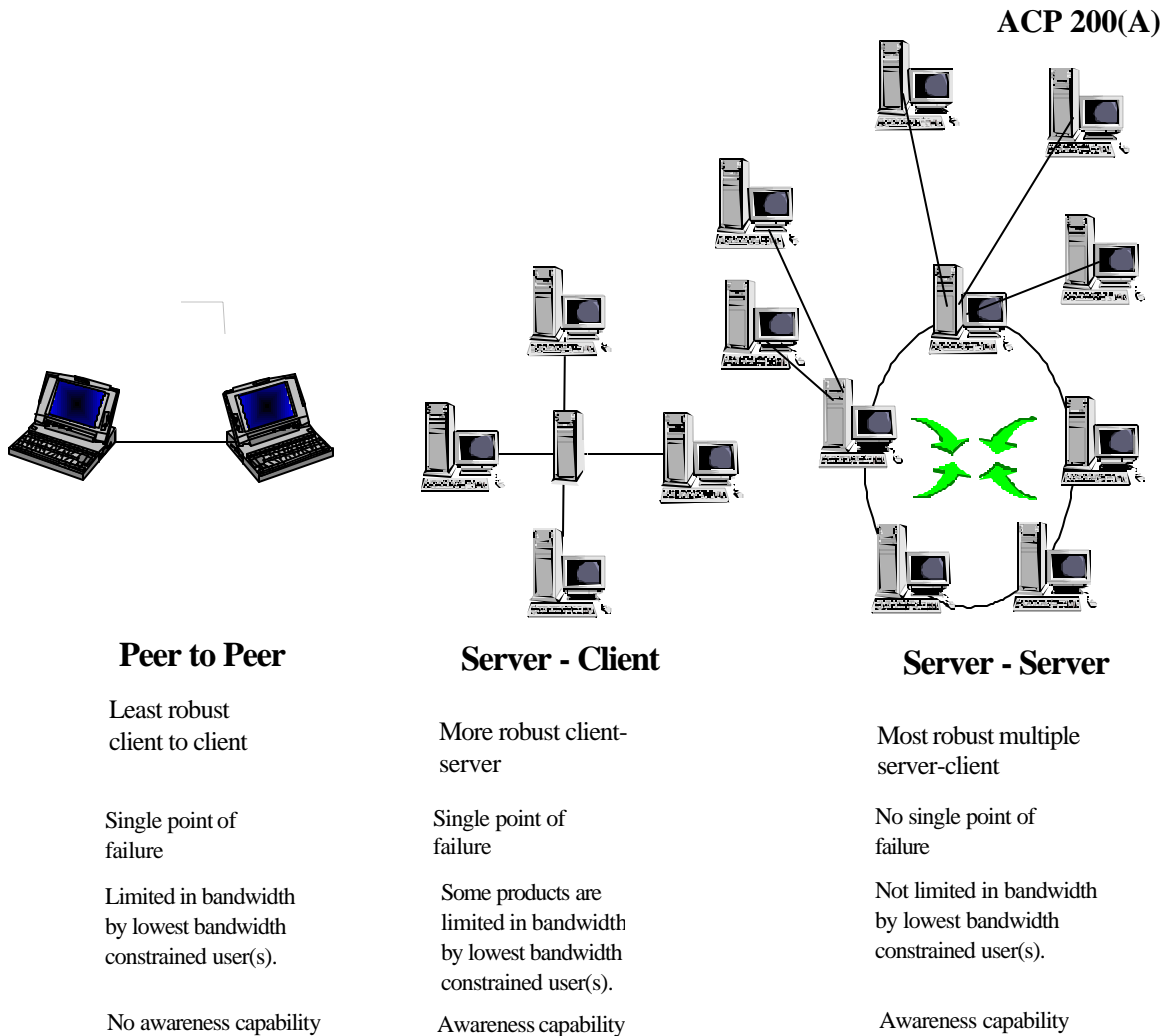 ACP 200(A)
Peer to Peer
Least robust
client to client
Single point of
failure
Limited in bandwidth
by lowest bandwidth
constrained user(s).
No awareness capability
Server - Client
More robust client-
server
Single point of
failure
Some products are
limited in bandwidth
by lowest bandwidth
constrained user(s).
Awareness capability
Server - Server
Most robust multiple
server-client
No single point of
failure
Not limited in bandwidth
by lowest bandwidth
constrained user(s).
Awareness capability